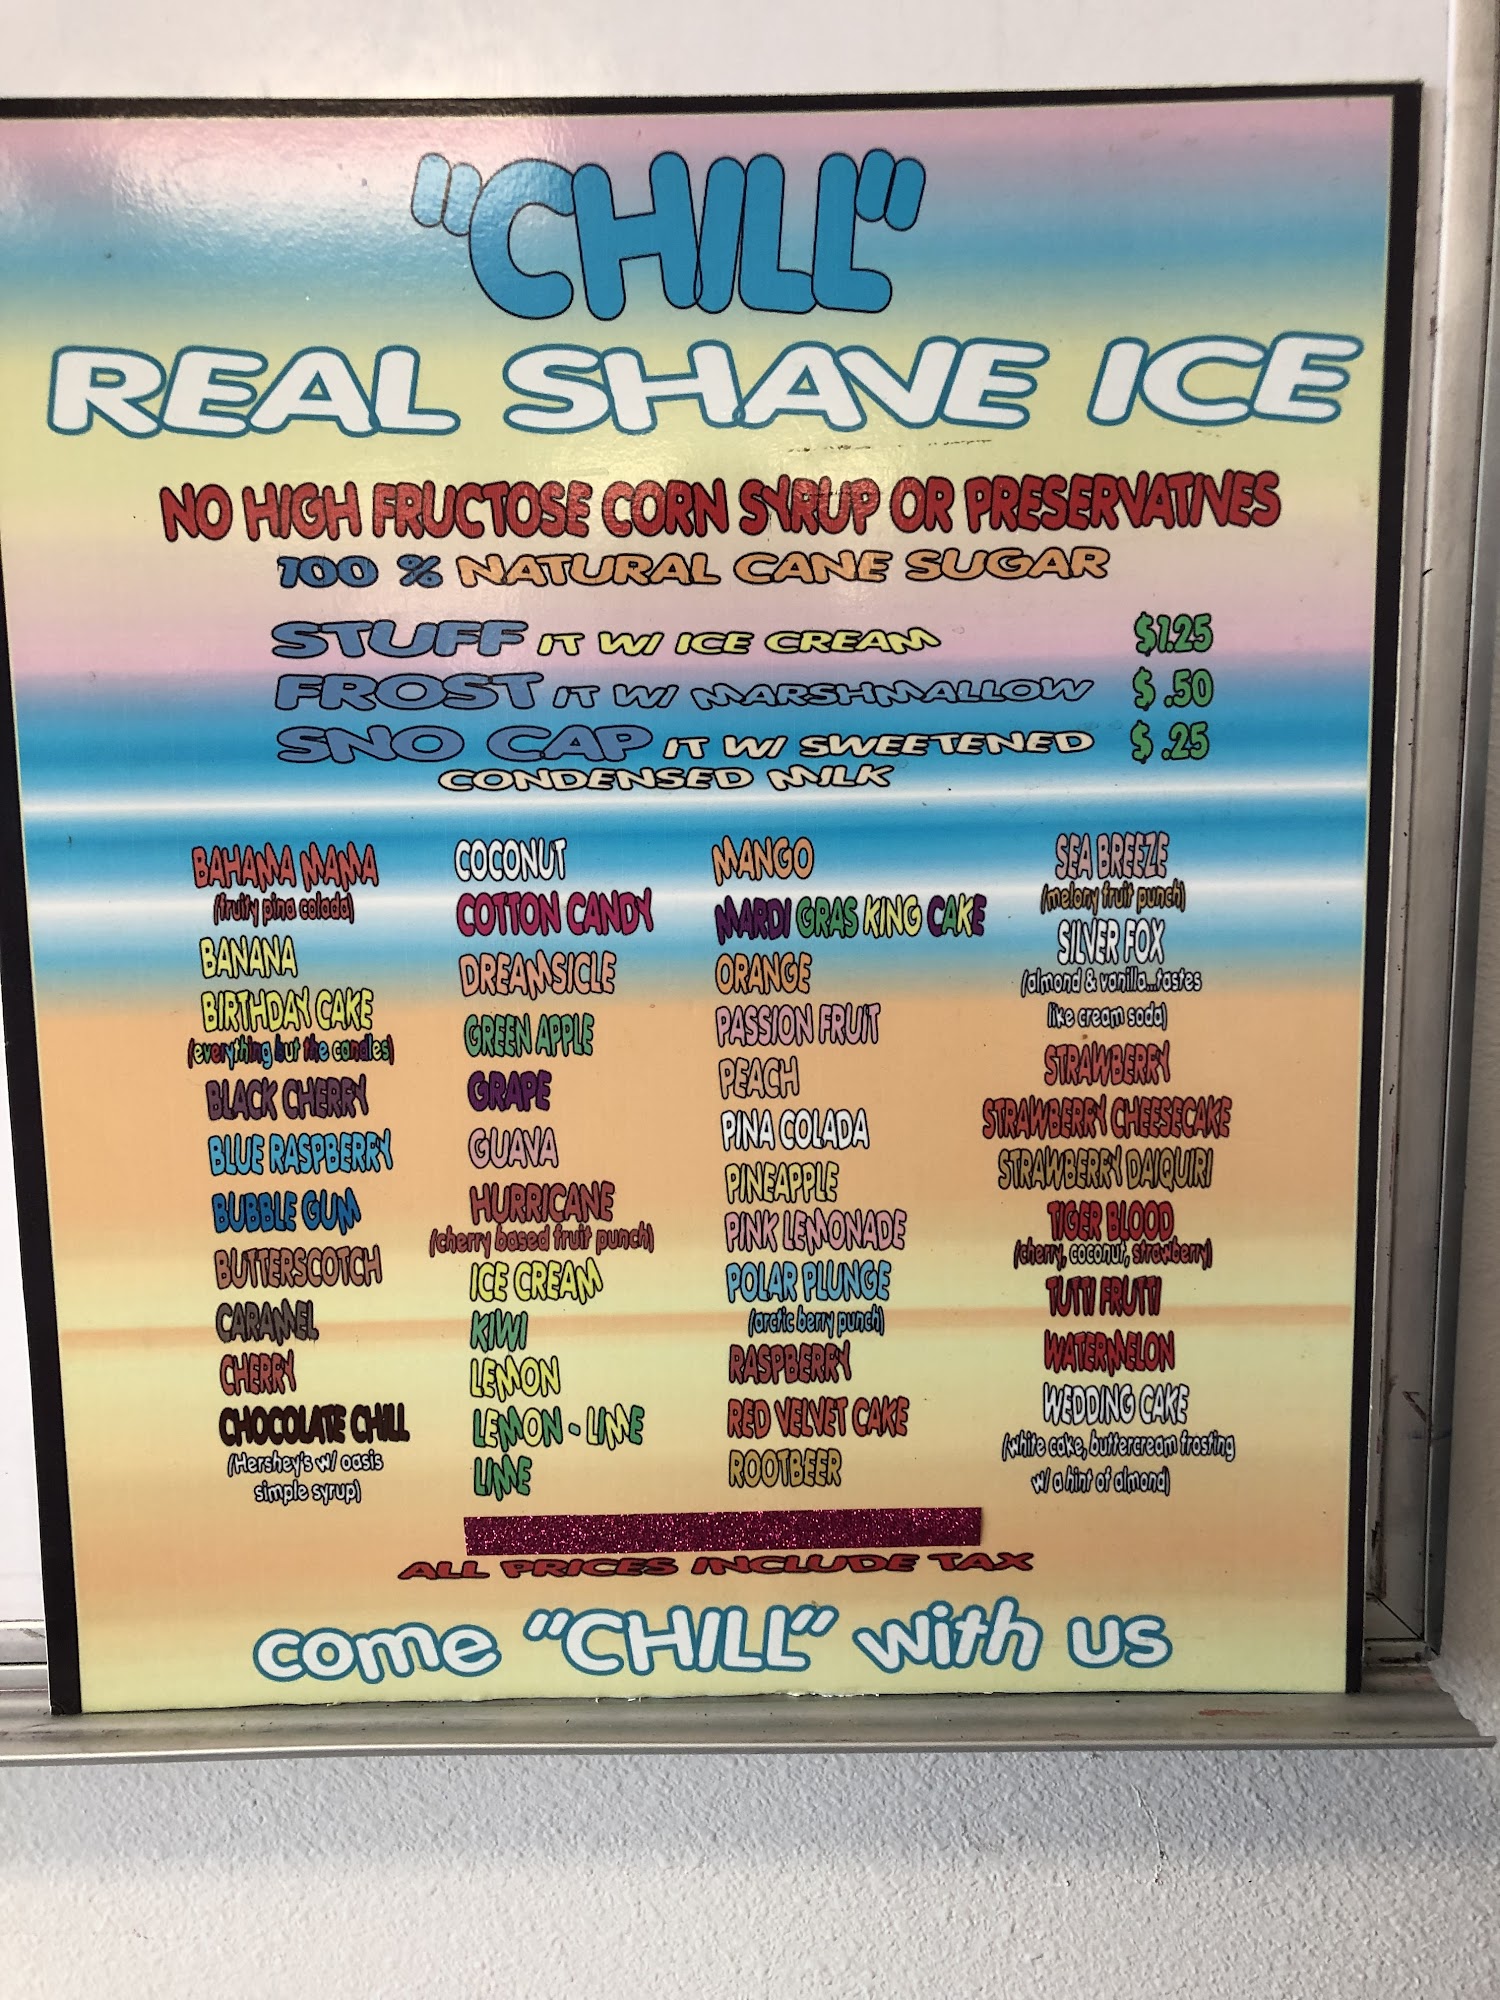 "CHILL"
REAL SHAVE ICE
NO HIGH FRUCTOSE CORN SYRUP OR PRESERVATIVES
100 % NATURAL CANE SUGAR
STUFF IT W/ ICE CREAM $1.25
FROST IT W/ MARSHMALLOW $ .50
SNO CAP IT W/ SWEETENED $ .25
CONDENSED MILK
BAHAMA MAMA
(fruity pina colada)
BANANA
BIRTHDAY CAKE
(everything but the candles)
BLACK CHERRY
BLUE RASPBERRY
BUBBLE GUM
BUTTERSCOTCH
CARAMEL
CHERRY
CHOCOLATE CHILL
(Hershey's w/ oasis
simple syrup)
COCONUT
COTTON CANDY
DREAMSICLE
GREEN APPLE
GRAPE
GUAVA
HURRICANE
(cherry based fruit punch)
ICE CREAM
KIWI
LEMON
LEMON - LIME
LIME
MANGO
MARDI GRAS KING CAKE
ORANGE
PASSION FRUIT
PEACH
PINA COLADA
PINEAPPLE
PINK LEMONADE
POLAR PLUNGE
(arctic berry punch)
RASPBERRY
RED VELVET CAKE
ROOTBEER
SEA BREEZE
(melony fruit punch)
SILVER FOX
(almond & vanilla...tastes
like cream soda)
STRAWBERRY
STRAWBERRY CHEESECAKE
STRAWBERRY DAIQUIRI
TIGER BLOOD
(cherry, coconut, strawberry)
TUTTI FRUTTI
WATERMELON
WEDDING CAKE
(white cake, buttercream frosting
w/ a hint of almond)
ALL PRICES INCLUDE TAX
come "CHILL" with us